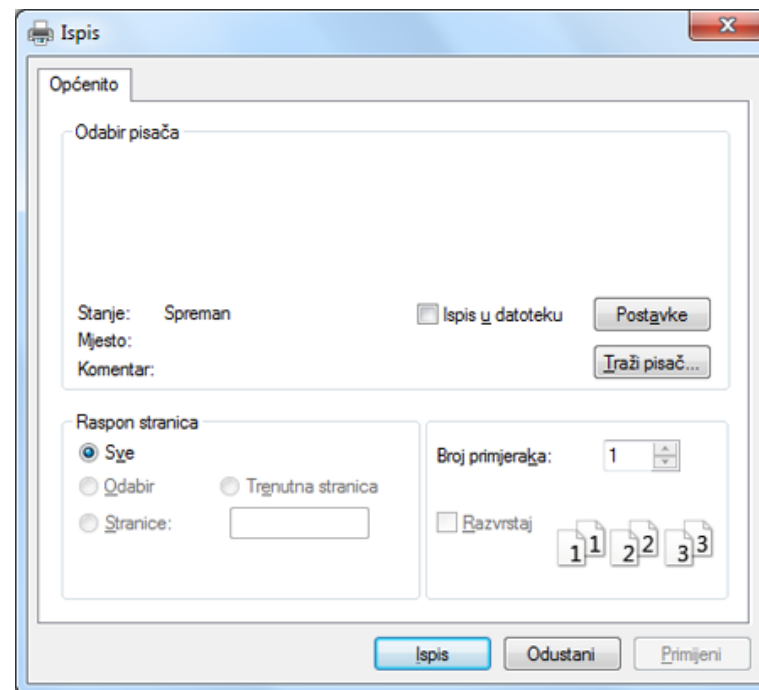 Ispis
Općenito
Odabir pisača
Stanje: Spreman
Ispis u datoteku
Postavke
Mjesto:
Komentar:
Traži pisač...
Raspon stranica
Sve
Odabir
Trenutna stranica
Stranice:
Broj primjeraka: 1
Razvrstaj
1 1 2 2 3 3
Ispis Odustani Primijeni